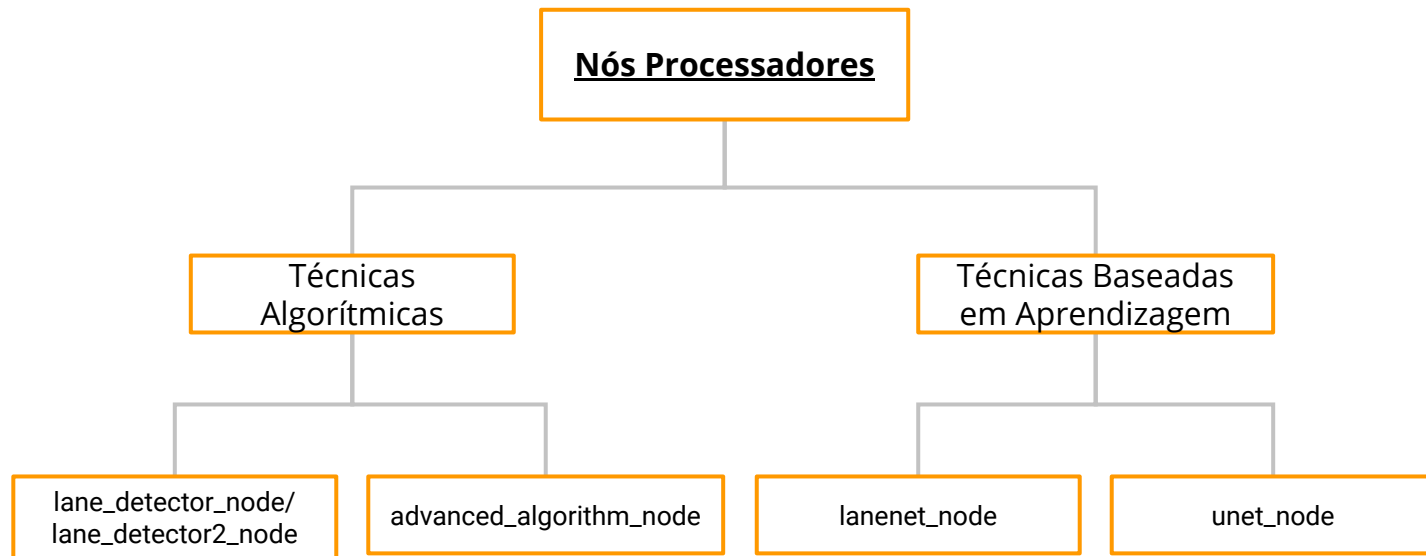 Nós Processadores
Técnicas
Algorítmicas
Técnicas Baseadas
em Aprendizagem
lane_detector_node/
lane_detector2_node
advanced_algorithm_node
lanenet_node
unet_node